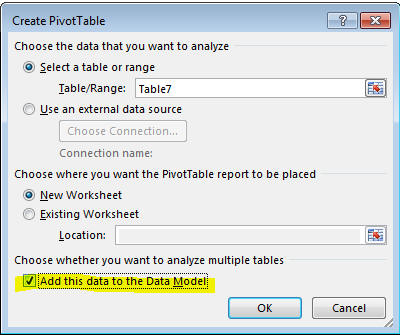 Create PivotTable
?
Choose the data that you want to analyze
Select a table or range
Table/Range: Table7
Use an external data source
Choose Connection...
Connection name:
Choose where you want the PivotTable report to be placed
New Worksheet
Existing Worksheet
Location:
Choose whether you want to analyze multiple tables
Add this data to the Data Model
OK Cancel